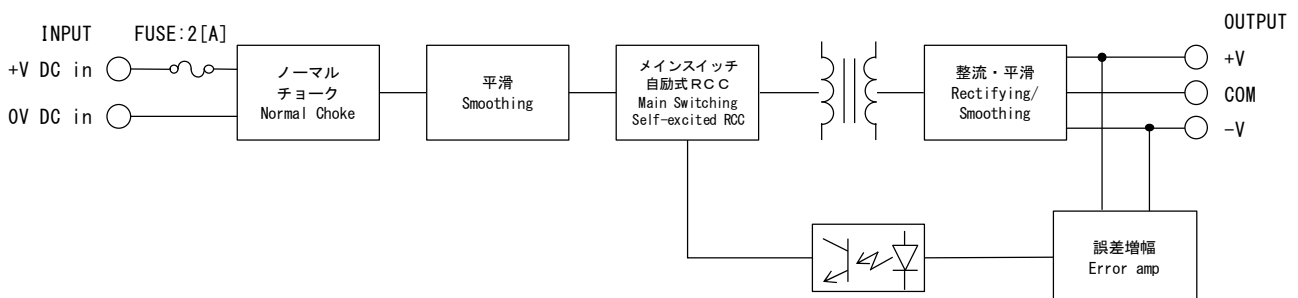 INPUT
FUSE:2[A]
OUTPUT
+V DC in
0V DC in
ノーマル
チョーク
Normal Choke
平滑
Smoothing
メインスイッチ
自励式RCC
Main Switching
Self-excited RCC
整流・平滑
Rectifying/
Smoothing
+V
COM
-V
誤差増幅
Error amp